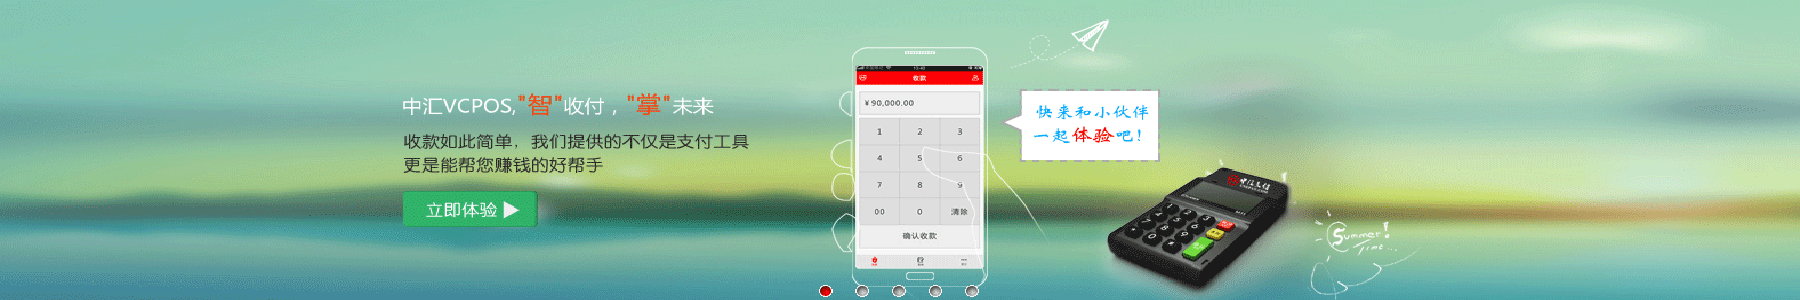 中汇VCPOS,"智"收付，"掌"未来
收款如此简单，我们提供的不仅是支付工具
更是能帮您赚钱的好帮手
立即体验
收款
¥90,000.00
1 2 3
4 5 6
7 8 9
00 0 清除
确认收款
快来和小伙伴
一起体验吧！
Summer!